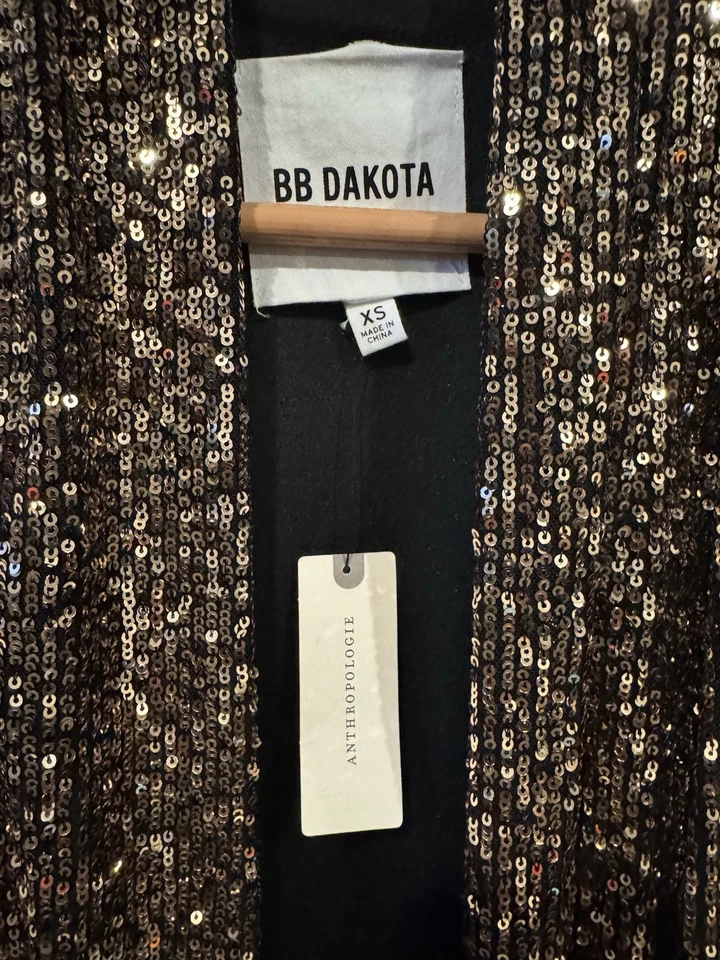 BB DAKOTA
XS
MADE IN
CHINA
ANTHROPOLOGIE